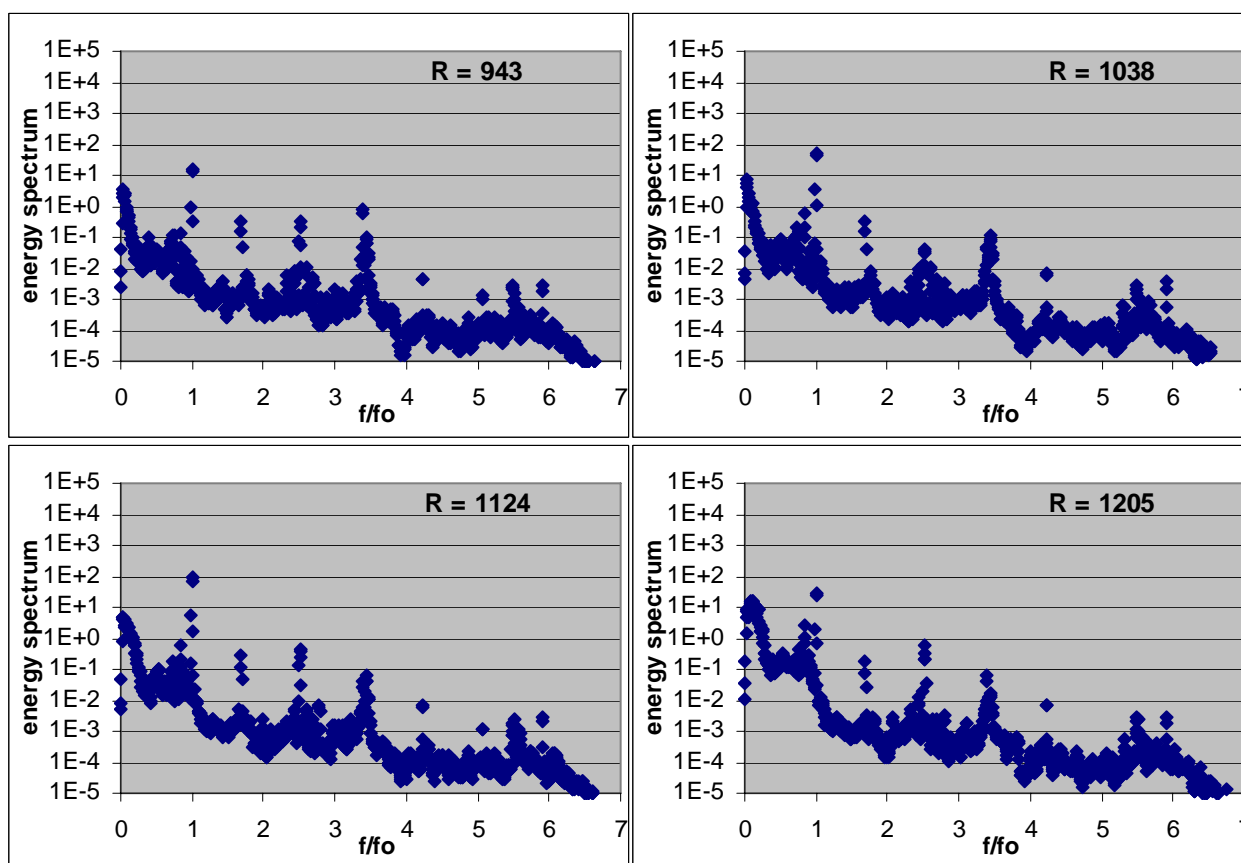 R = 943
energy spectrum
1E+5
1E+4
1E+3
1E+2
1E+1
1E+0
1E-1
1E-2
1E-3
1E-4
1E-5
0 1 2 3 4 5 6 7
f/fo
R = 1038
energy spectrum
1E+5
1E+4
1E+3
1E+2
1E+1
1E+0
1E-1
1E-2
1E-3
1E-4
1E-5
0 1 2 3 4 5 6 7
f/fo
R = 1124
energy spectrum
1E+5
1E+4
1E+3
1E+2
1E+1
1E+0
1E-1
1E-2
1E-3
1E-4
1E-5
0 1 2 3 4 5 6 7
f/fo
R = 1205
energy spectrum
1E+5
1E+4
1E+3
1E+2
1E+1
1E+0
1E-1
1E-2
1E-3
1E-4
1E-5
0 1 2 3 4 5 6 7
f/fo